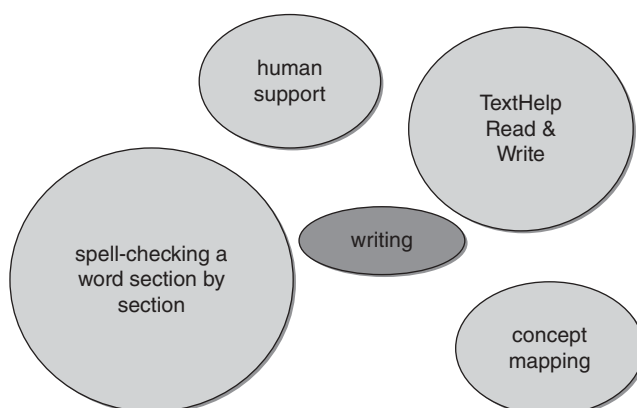 human
support
TextHelp
Read &
Write
writing
spell-checking a
word section by
section
concept
mapping